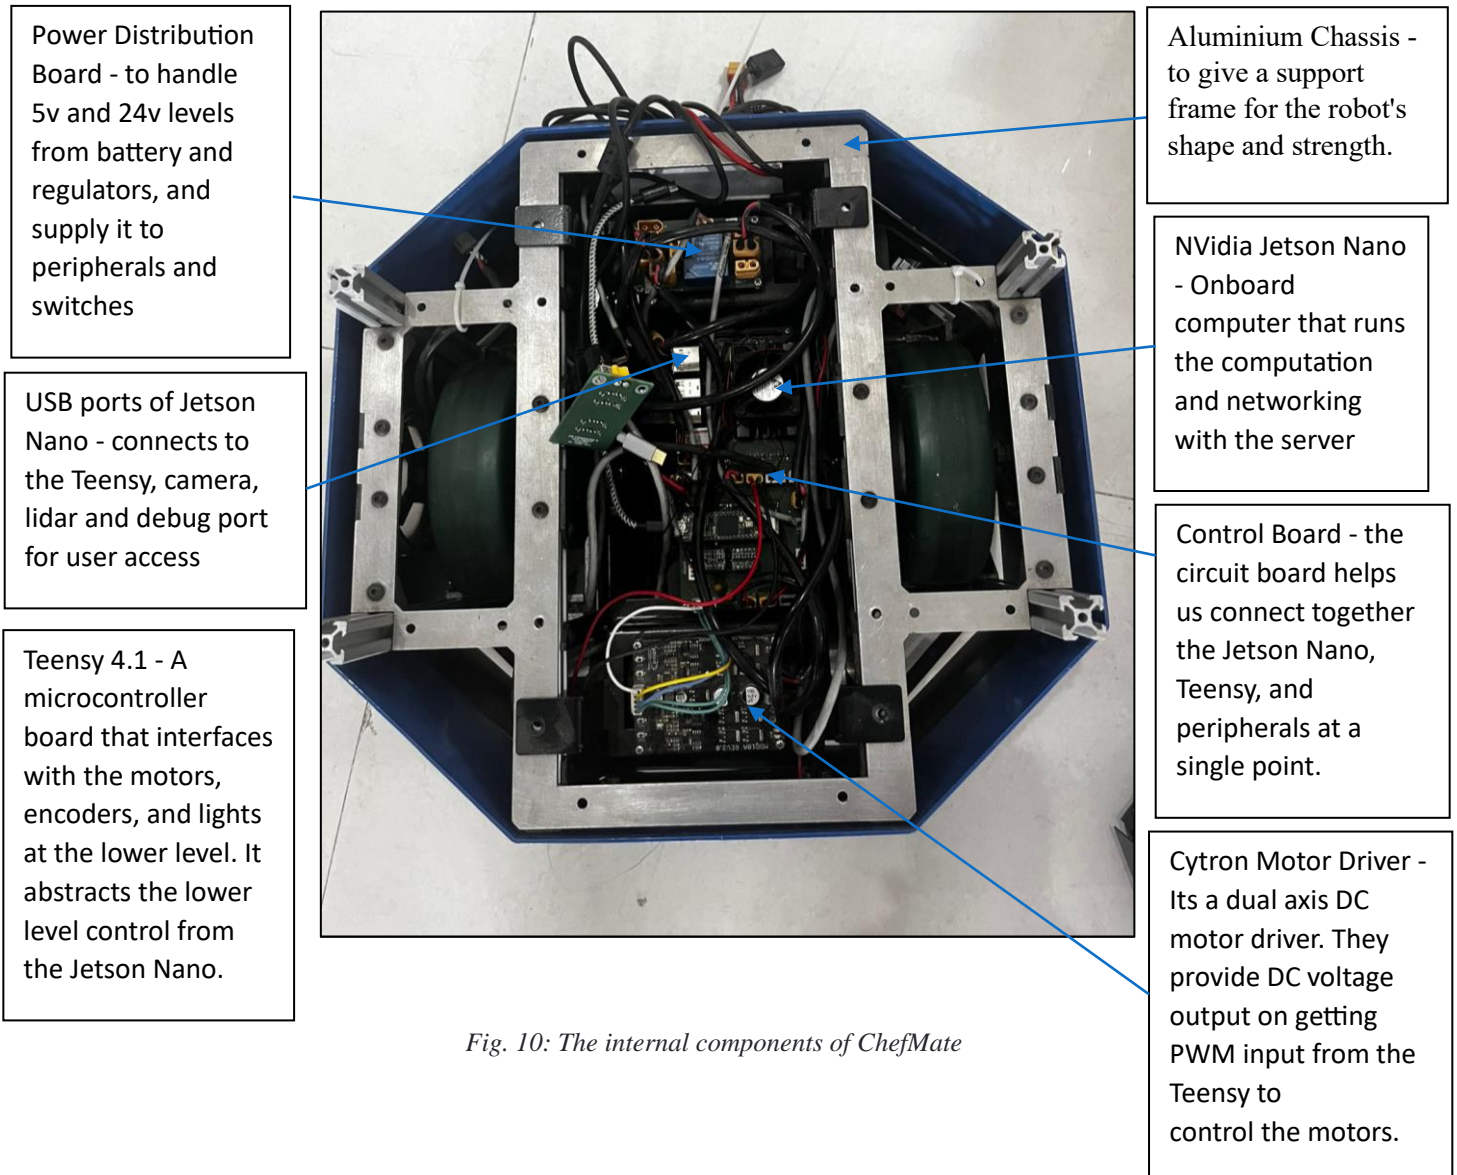 Power Distribution
Board - to handle
5v and 24v levels
from battery and
regulators, and
supply it to
peripherals and
switches
USB ports of Jetson
Nano - connects to
the Teensy, camera,
lidar and debug port
for user access
Teensy 4.1 - A
microcontroller
board that interfaces
with the motors,
encoders, and lights
at the lower level. It
abstracts the lower
level control from
the Jetson Nano.
Aluminium Chassis -
to give a support
frame for the robot's
shape and strength.
NVidia Jetson Nano
- Onboard
computer that runs
the computation
and networking
with the server
Control Board - the
circuit board helps
us connect together
the Jetson Nano,
Teensy, and
peripherals at a
single point.
Cytron Motor Driver -
Its a dual axis DC
motor driver. They
provide DC voltage
output on getting
PWM input from the
Teensy to
control the motors.
Fig. 10: The internal components of ChefMate